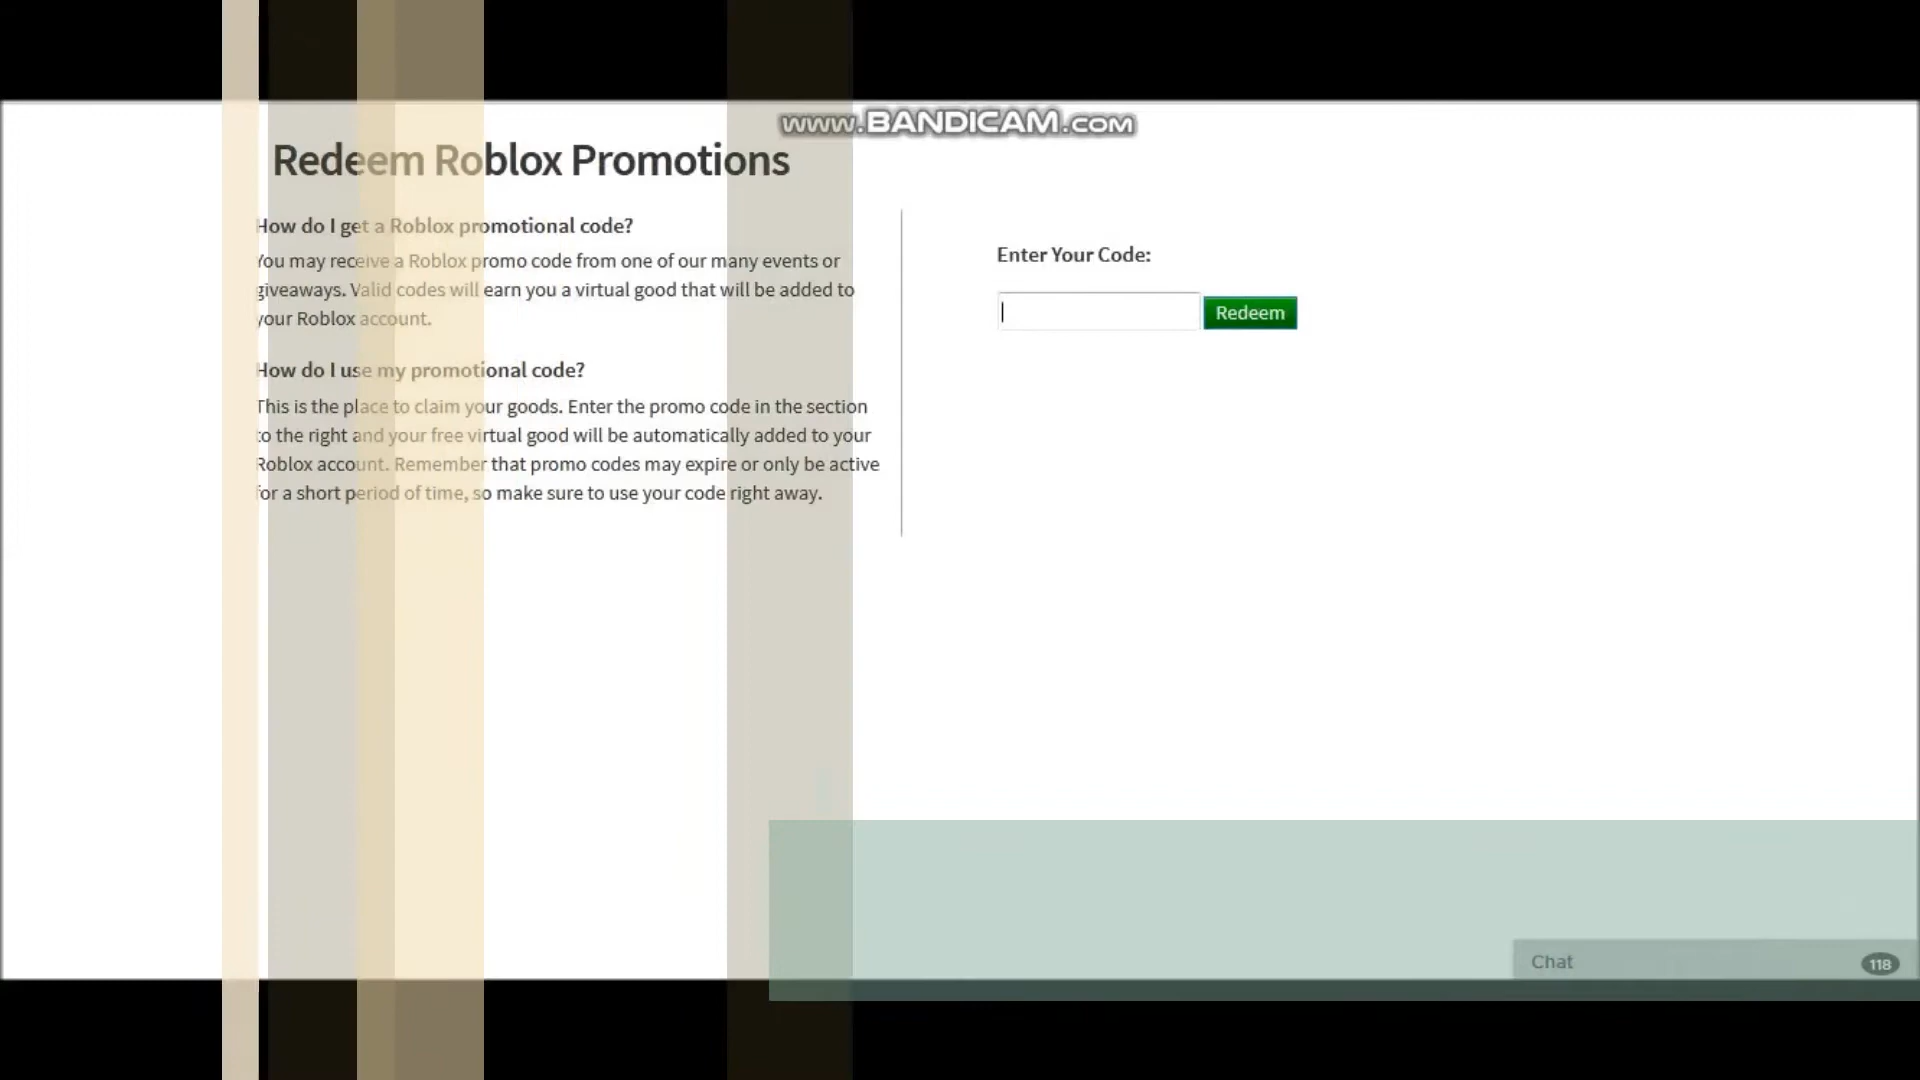 www.BANDICAM.com
Redeem Roblox Promotions
How do I get a Roblox promotional code?
You may receive a Roblox promo code from one of our many events or
giveaways. Valid codes will earn you a virtual good that will be added to
your Roblox account.
How do I use my promotional code?
This is the place to claim your goods. Enter the promo code in the section
to the right and your free virtual good will be automatically added to your
Roblox account. Remember that promo codes may expire or only be active
for a short period of time, so make sure to use your code right away.
Enter Your Code:
Redeem
Chat
118